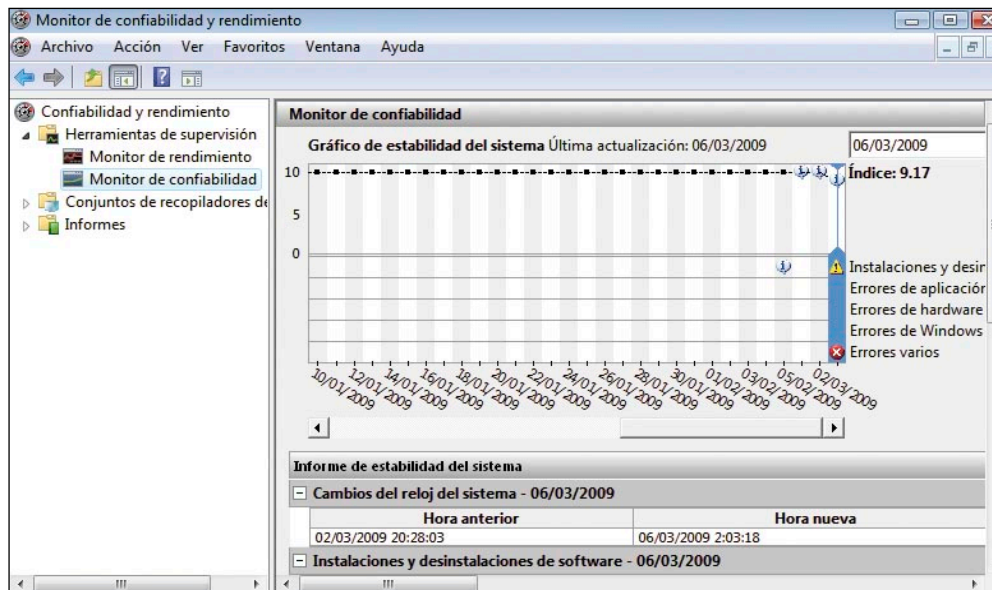 Monitor de confiabilidad y rendimiento
Archivo Acción Ver Favoritos Ventana Ayuda
Confiabilidad y rendimiento
Herramientas de supervisión
Monitor de rendimiento
Monitor de confiabilidad
Conjuntos de recopiladores de
Informes
Monitor de confiabilidad
Gráfico de estabilidad del sistema Última actualización: 06/03/2009
06/03/2009
Índice: 9.17
10
5
0
Instalaciones y desin
Errores de aplicación
Errores de hardware
Errores de Windows
Errores varios
10/01/2009
12/01/2009
14/01/2009
16/01/2009
18/01/2009
20/01/2009
22/01/2009
24/01/2009
26/01/2009
28/01/2009
30/01/2009
01/02/2009
03/02/2009
05/02/2009
02/03/2009
Informe de estabilidad del sistema
Cambios del reloj del sistema - 06/03/2009
Hora anterior Hora nueva
02/03/2009 20:28:03 06/03/2009 2:03:18
Instalaciones y desinstalaciones de software - 06/03/2009